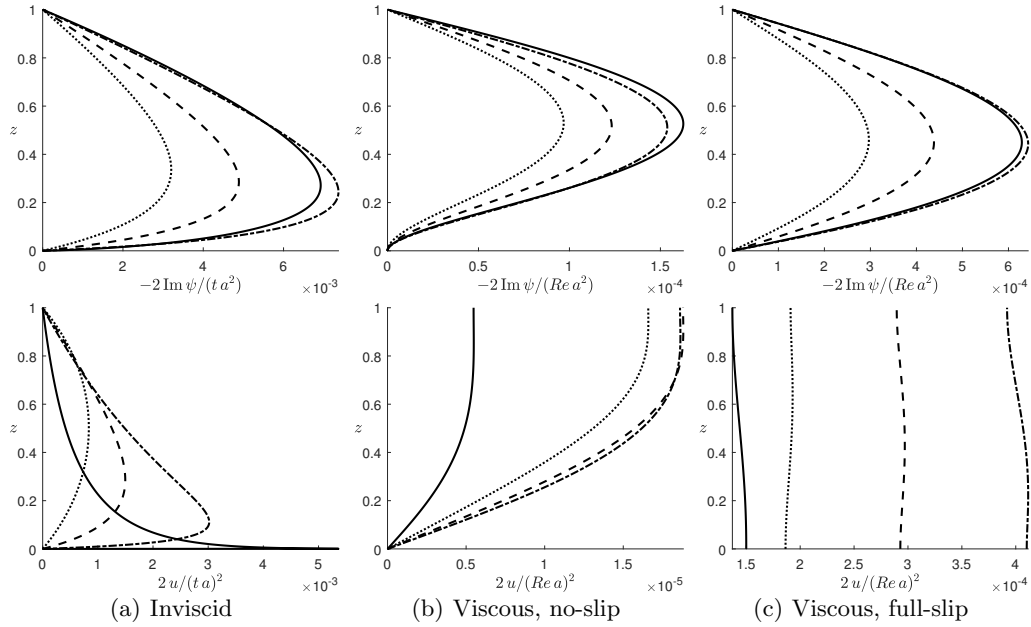 1
0.8
0.6
z
0.4
0.2
0
0 2 4 6
−2 Im ψ/(t a²) ×10⁻³
1
0.8
0.6
z
0.4
0.2
0
0 0.5 1 1.5
−2 Im ψ/(Re a²) ×10⁻⁴
1
0.8
0.6
z
0.4
0.2
0
0 1 2 3 4 5 6
−2 Im ψ/(Re a²) ×10⁻⁴
1
0.8
0.6
z
0.4
0.2
0
0 1 2 3 4 5
2 u/(t a)² ×10⁻³
(a) Inviscid
1
0.8
0.6
z
0.4
0.2
0
0 0.5 1 1.5
2 u/(Re a)² ×10⁻⁵
(b) Viscous, no-slip
1
0.8
0.6
z
0.4
0.2
0
1.5 2 2.5 3 3.5 4
2 u/(Re a)² ×10⁻⁴
(c) Viscous, full-slip